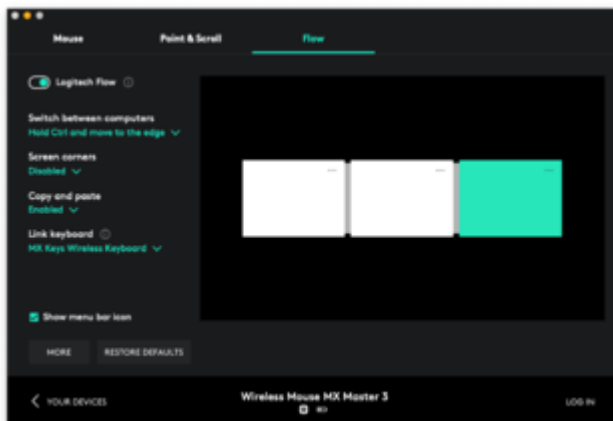 Mouse
Point & Scroll
Flow
Logitech Flow
Switch between computers
Hold Ctrl and move to the edge
Screen corners
Disabled
Copy and paste
Enabled
Link keyboard
MX Keys Wireless Keyboard
Show menu bar icon
MORE
RESTORE DEFAULTS
YOUR DEVICES
Wireless Mouse MX Master 3
LOG IN